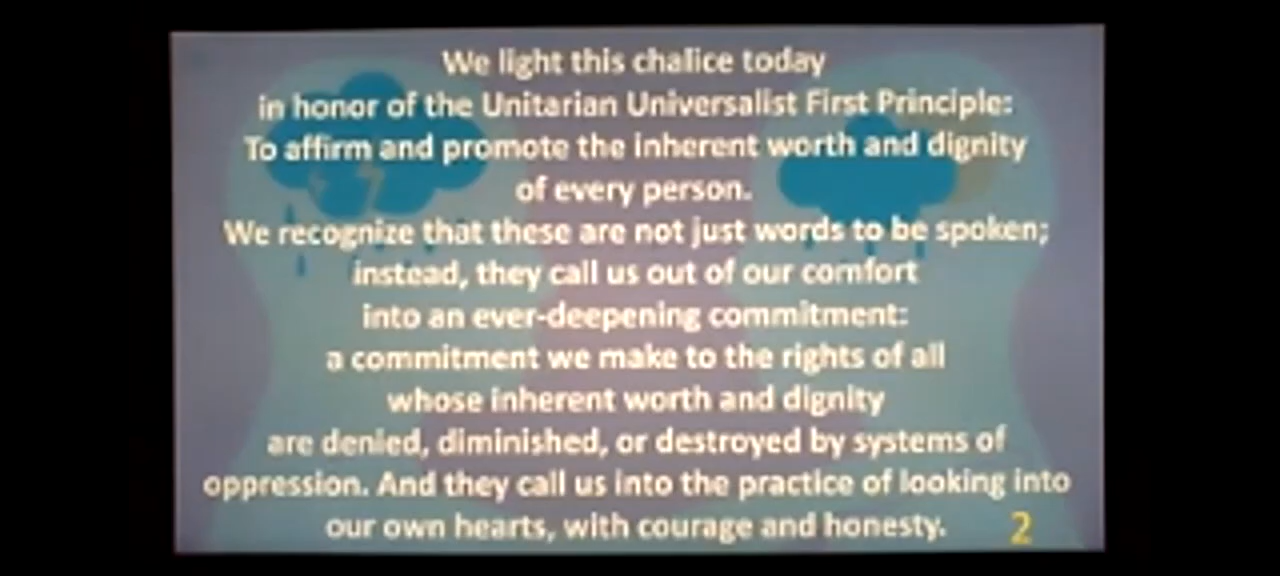 We light this chalice today
in honor of the Unitarian Universalist First Principle:
To affirm and promote the inherent worth and dignity
of every person.
We recognize that these are not just words to be spoken;
instead, they call us out of our comfort
into an ever-deepening commitment:
a commitment we make to the rights of all
whose inherent worth and dignity
are denied, diminished, or destroyed by systems of
oppression. And they call us into the practice of looking into
our own hearts, with courage and honesty.
2